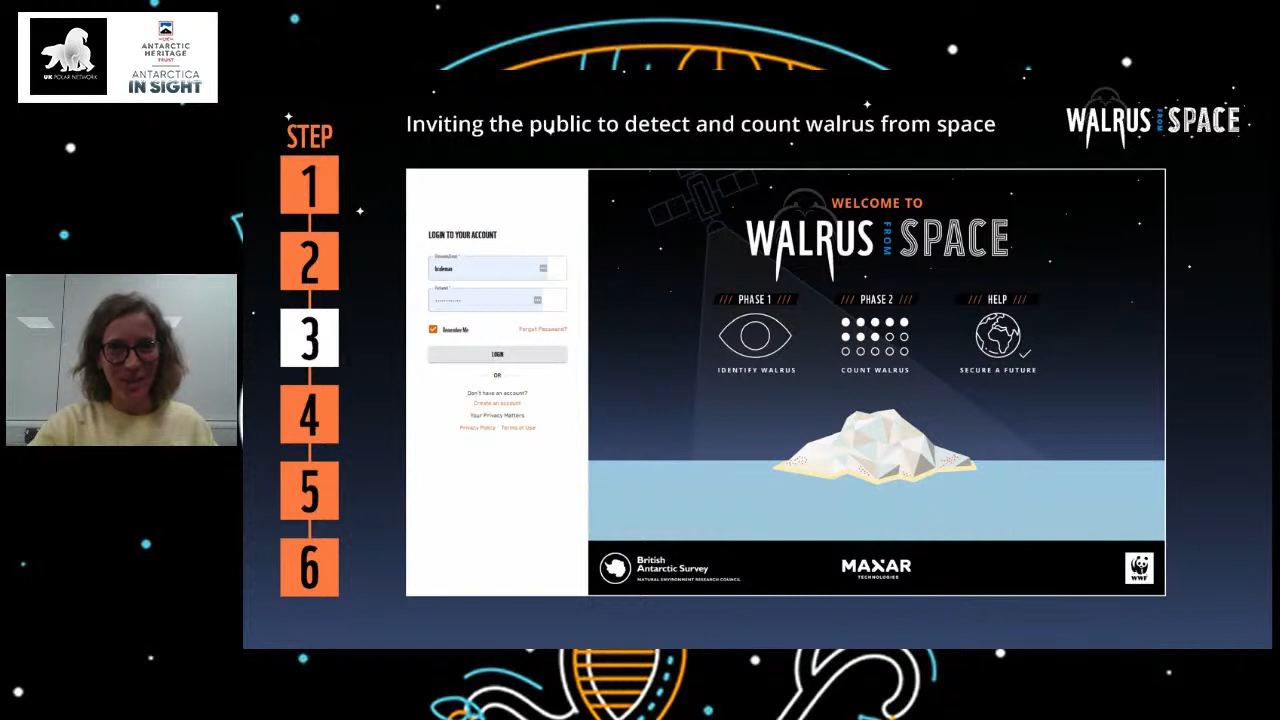 UK POLAR NETWORK
UK
ANTARCTIC
HERITAGE
TRUST
ANTARCTICA
IN SIGHT
STEP
1
2
3
4
5
6
Inviting the public to detect and count walrus from space
WALRUS FROM SPACE
LOGIN TO YOUR ACCOUNT
Remember Me
Forgot Password?
LOGIN
OR
Don't have an account?
Create an account
Your Privacy Matters
Privacy Policy · Terms of Use
WELCOME TO
WALRUS FROM SPACE
/// PHASE 1 ///
IDENTIFY WALRUS
/// PHASE 2 ///
COUNT WALRUS
/// HELP ///
SECURE A FUTURE
British
Antarctic Survey
NATURAL ENVIRONMENT RESEARCH COUNCIL
MAXAR
TECHNOLOGIES
WWF